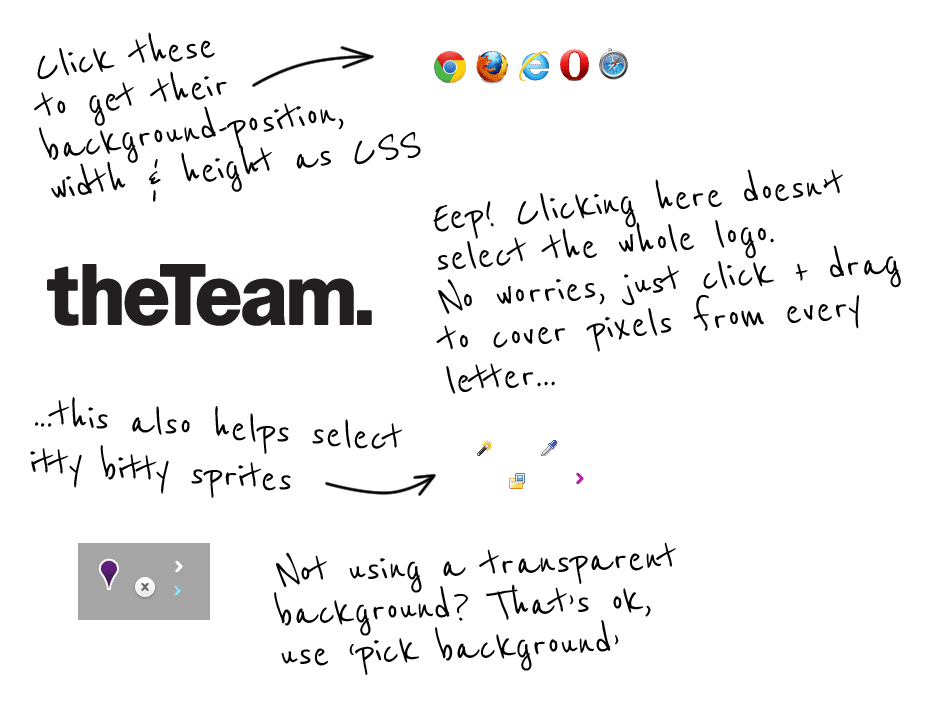 Click these
to get their
background-position,
width & height as CSS
Eep! Clicking here doesnt
select the whole logo.
No worries, just click + drag
to cover pixels from every
letter...
theTeam.
...this also helps select
itty bitty sprites
Not using a transparent
background? That's ok,
use 'pick background'